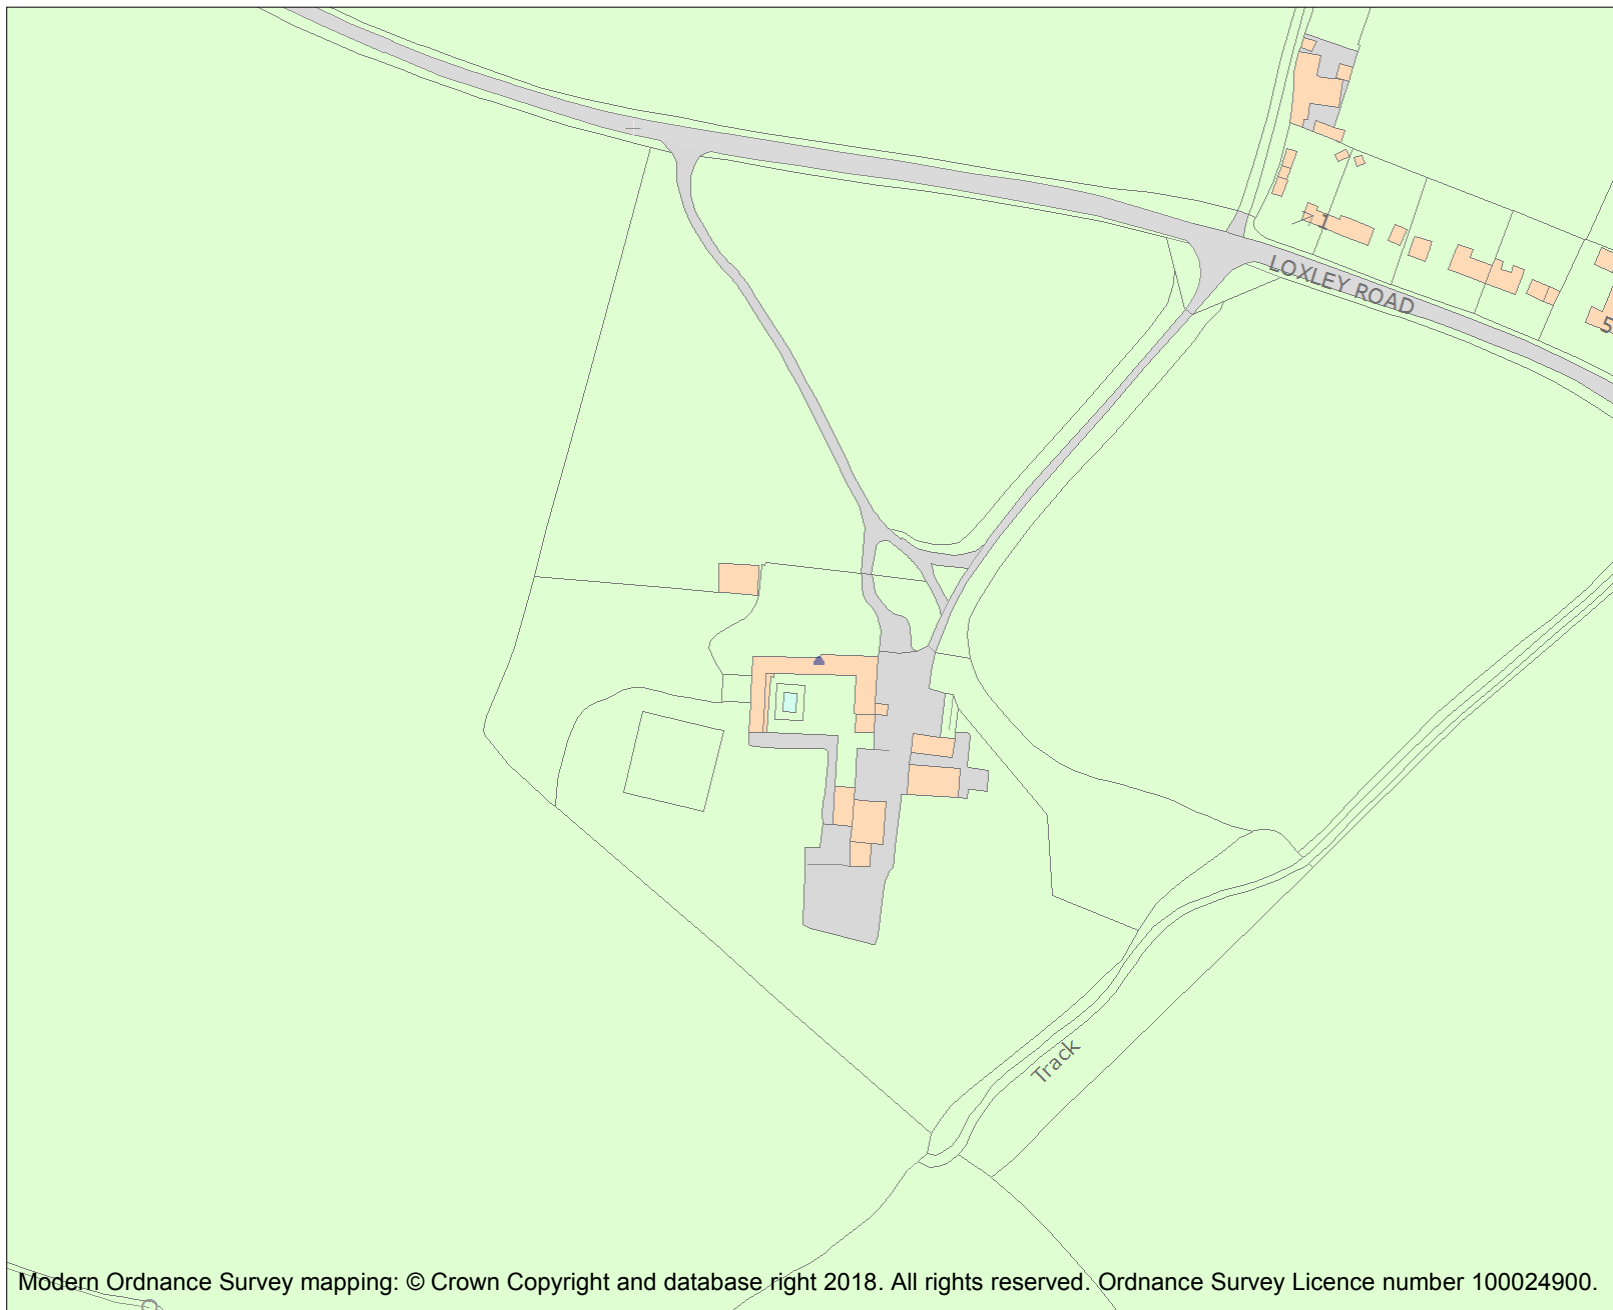 1
LOXLEY ROAD
5
Track
Modern Ordnance Survey mapping: © Crown Copyright and database right 2018. All rights reserved. Ordnance Survey Licence number 100024900.